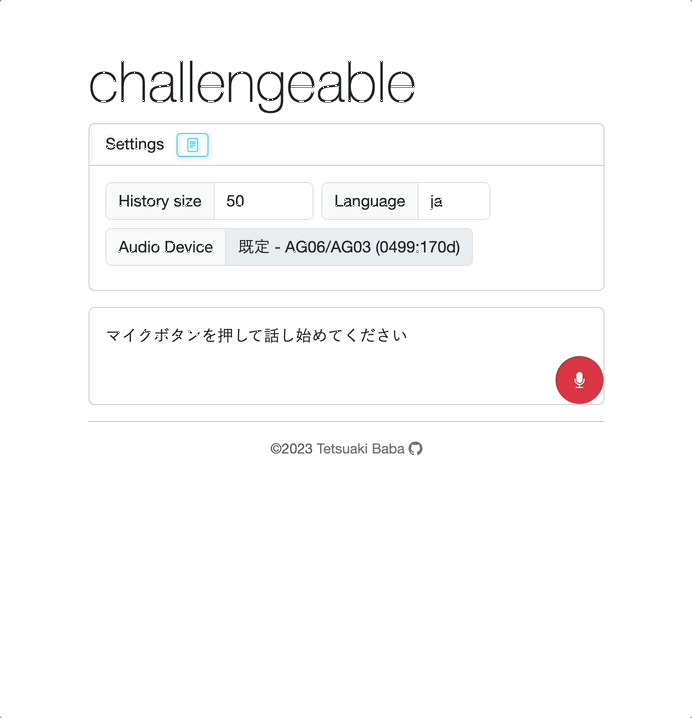 challengeable
Settings
History size 50 Language ja
Audio Device 既定 - AG06/AG03 (0499:170d)
マイクボタンを押して話し始めてください
©2023 Tetsuaki Baba